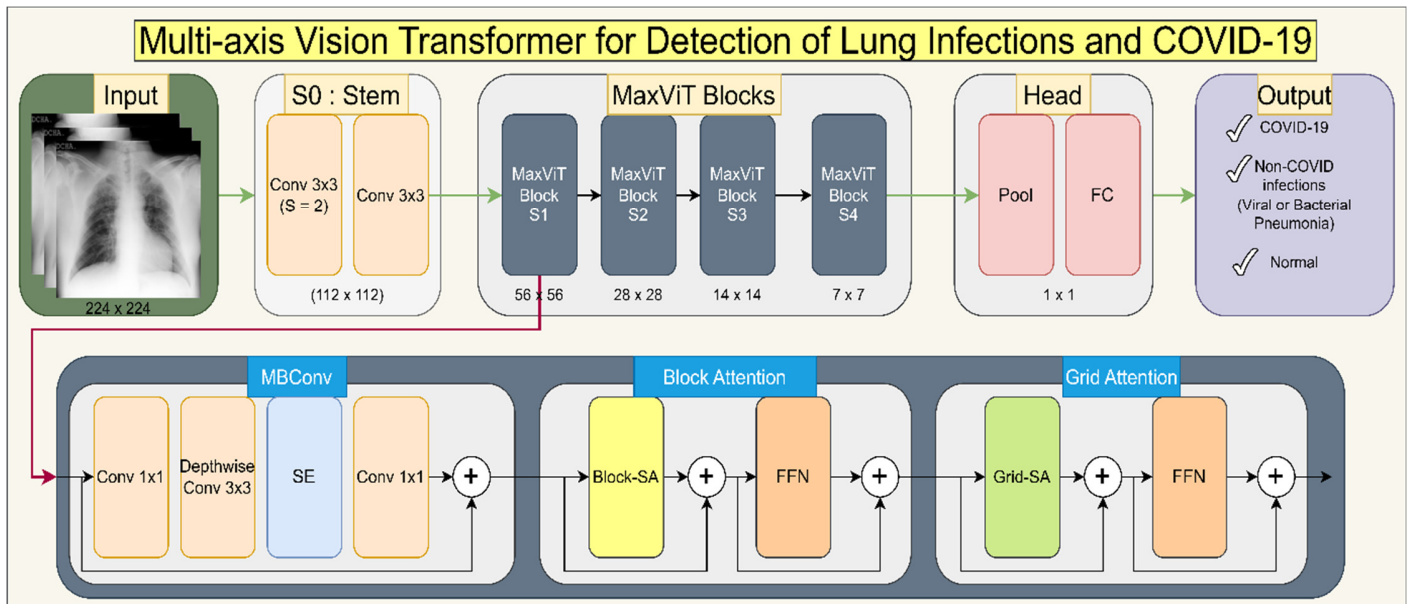 Multi-axis Vision Transformer for Detection of Lung Infections and COVID-19
Input
DCHA.
DCHA.
224 x 224
S0 : Stem
Conv 3x3
(S = 2)
Conv 3x3
(112 x 112)
MaxViT Blocks
MaxViT
Block
S1
MaxViT
Block
S2
MaxViT
Block
S3
MaxViT
Block
S4
56 x 56
28 x 28
14 x 14
7 x 7
Head
Pool
FC
1 x 1
Output
COVID-19
Non-COVID
infections
(Viral or Bacterial
Pneumonia)
Normal
MBConv
Conv 1x1
Depthwise
Conv 3x3
SE
Conv 1x1
+
Block Attention
Block-SA
+
FFN
+
Grid Attention
Grid-SA
+
FFN
+